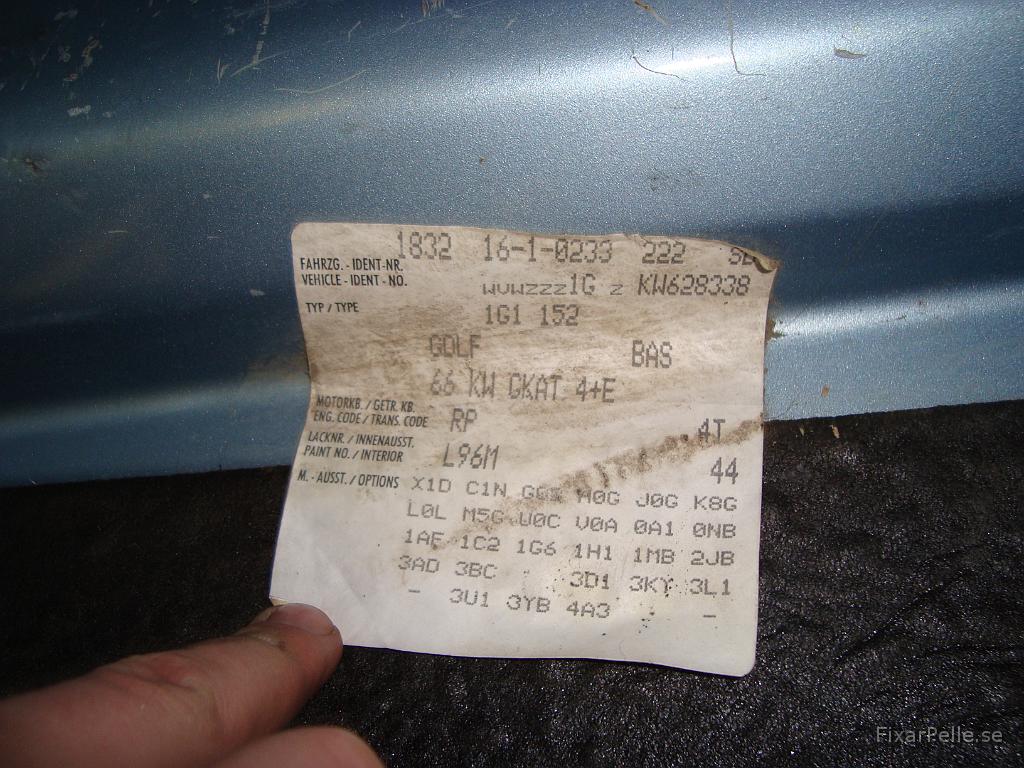 1832 16-1-0233 222
FAHRZG. - IDENT-NR.
VEHICLE - IDENT - NO. WVWZZZ1G Z KW628338
TYP / TYPE 1G1 152
GOLF BAS
66 KW GKAT 4+E
MOTORKB. / GETR. KB.
ENG. CODE / TRANS. CODE RP 4T
LACKNR. / INNENAUSST.
PAINT NO. / INTERIOR L96M 44
M. - AUSST. / OPTIONS X1D C1N H0G J0G K8G
L0L M5G U0C V0A 0A1 0NB
1AE 1C2 1G6 1H1 1MB 2JB
3AD 3BC 3D1 3KY 3L1
- 3U1 3YB 4A3 -
FixarPelle.se